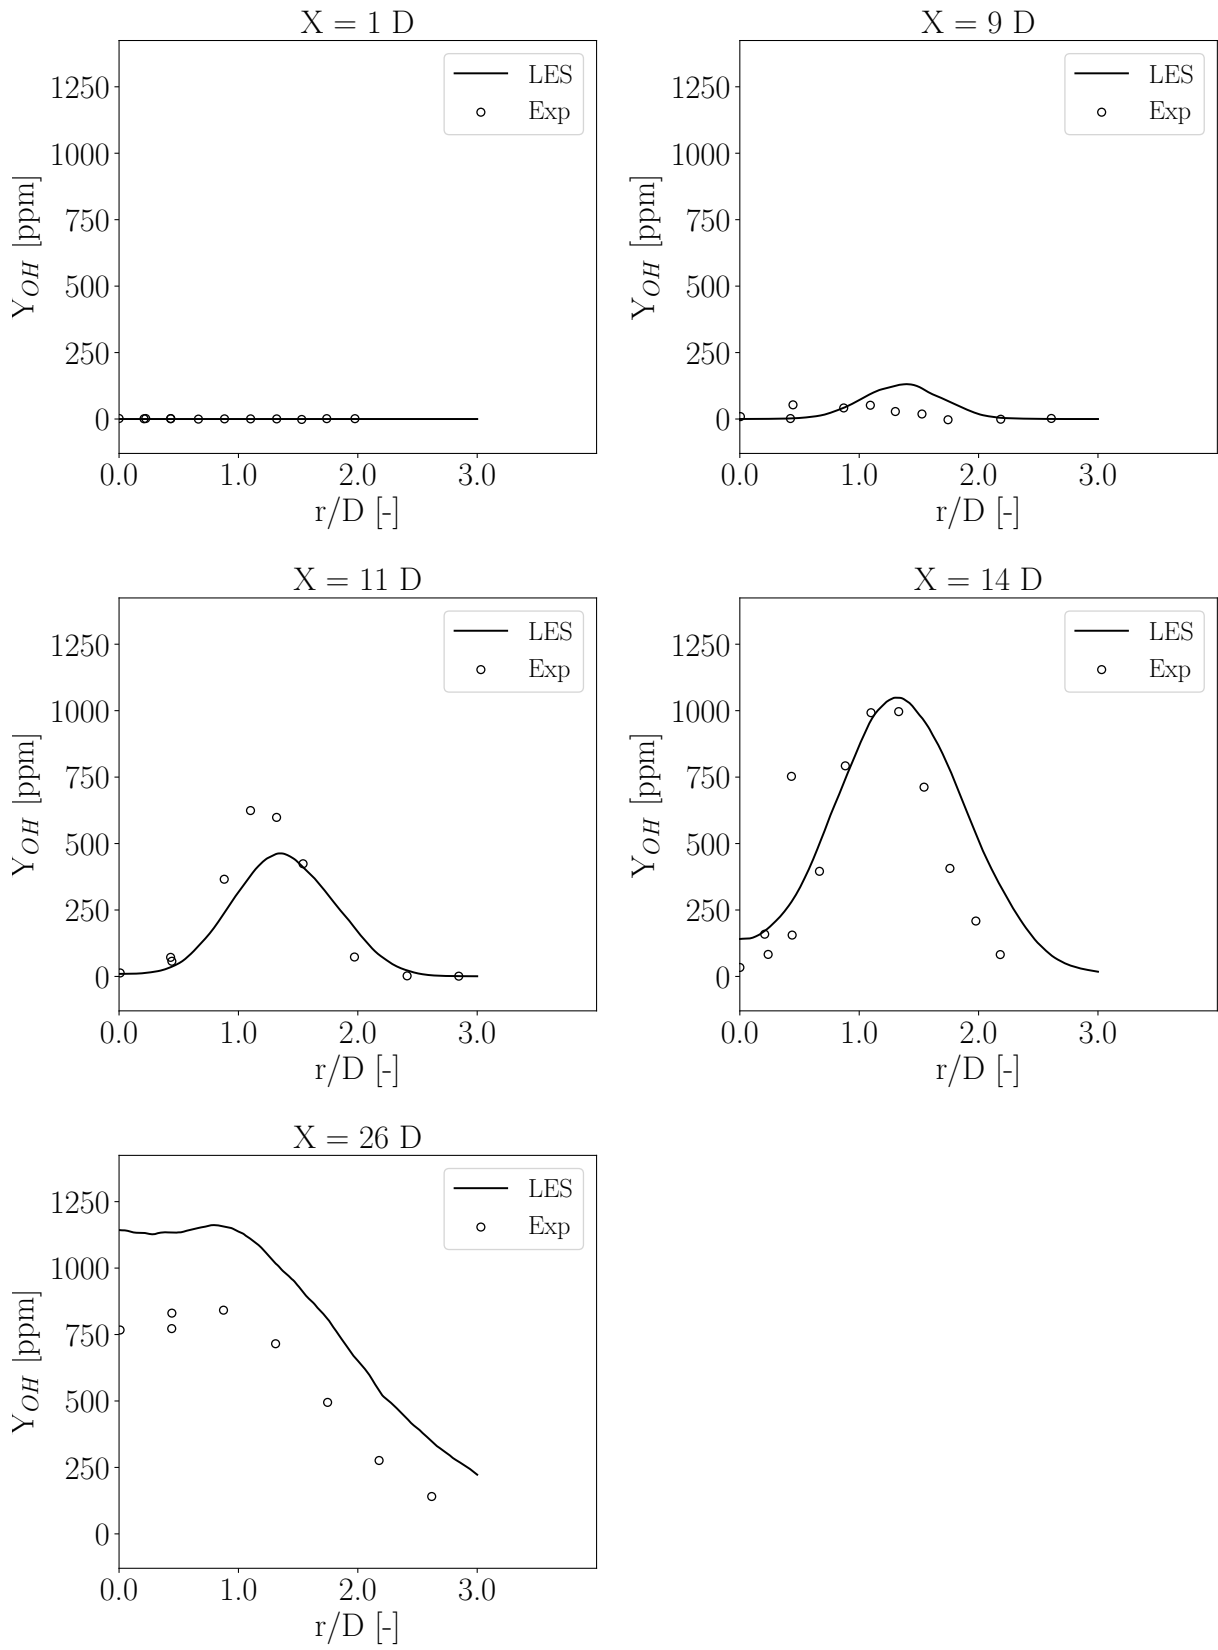 X = 1 D
LES
Exp
1250
1000
750
500
250
0
Y_OH [ppm]
0.0 1.0 2.0 3.0
r/D [-]
X = 9 D
LES
Exp
1250
1000
750
500
250
0
Y_OH [ppm]
0.0 1.0 2.0 3.0
r/D [-]
X = 11 D
LES
Exp
1250
1000
750
500
250
0
Y_OH [ppm]
0.0 1.0 2.0 3.0
r/D [-]
X = 14 D
LES
Exp
1250
1000
750
500
250
0
Y_OH [ppm]
0.0 1.0 2.0 3.0
r/D [-]
X = 26 D
LES
Exp
1250
1000
750
500
250
0
Y_OH [ppm]
0.0 1.0 2.0 3.0
r/D [-]